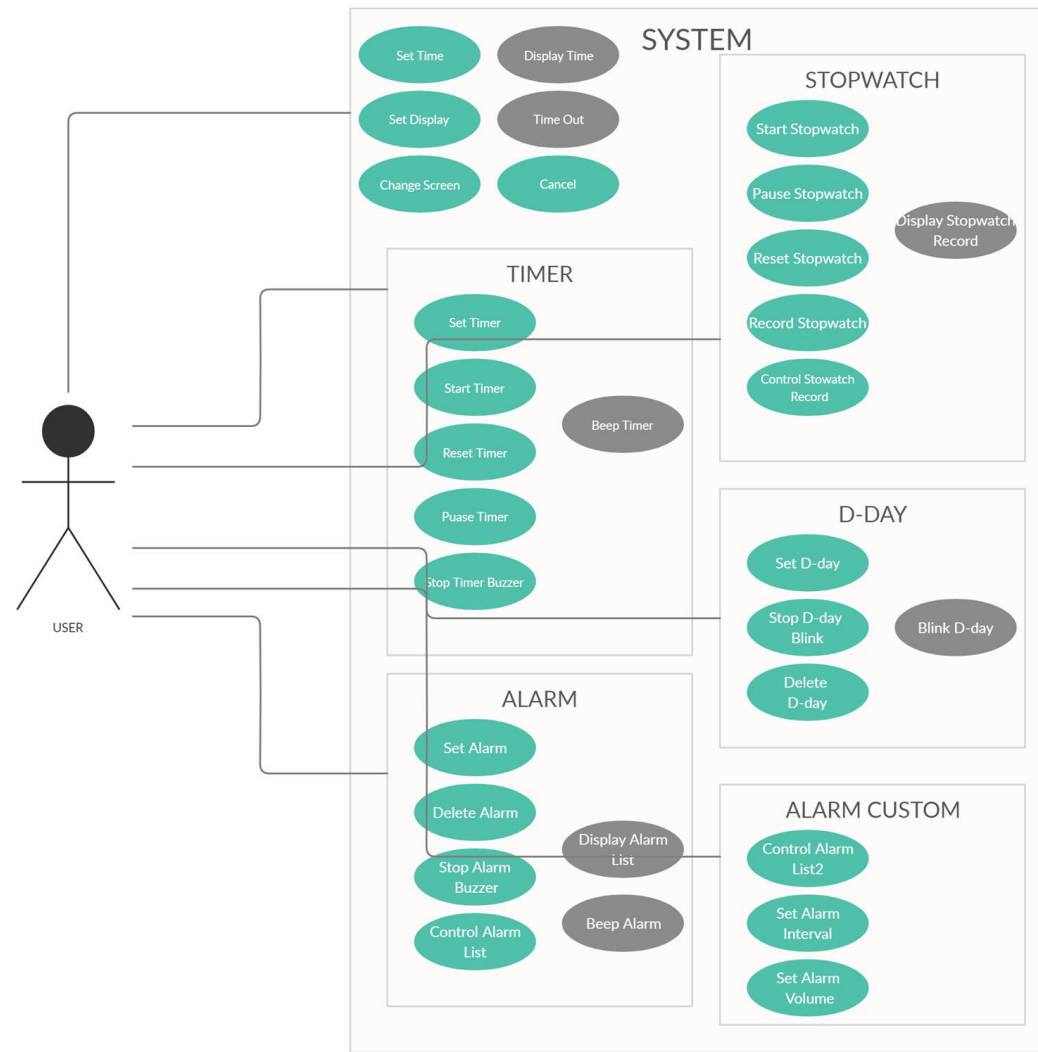 SYSTEM
Set Time
Display Time
Set Display
Time Out
Change Screen
Cancel
STOPWATCH
Start Stopwatch
Pause Stopwatch
Display Stopwatch
Record
Reset Stopwatch
Record Stopwatch
Control Stowatch
Record
TIMER
Set Timer
Start Timer
Beep Timer
Reset Timer
Puase Timer
Stop Timer Buzzer
USER
D-DAY
Set D-day
Stop D-day
Blink
Blink D-day
Delete
D-day
ALARM
Set Alarm
Delete Alarm
Display Alarm
List
Stop Alarm
Buzzer
Beep Alarm
Control Alarm
List
ALARM CUSTOM
Control Alarm
List2
Set Alarm
Interval
Set Alarm
Volume